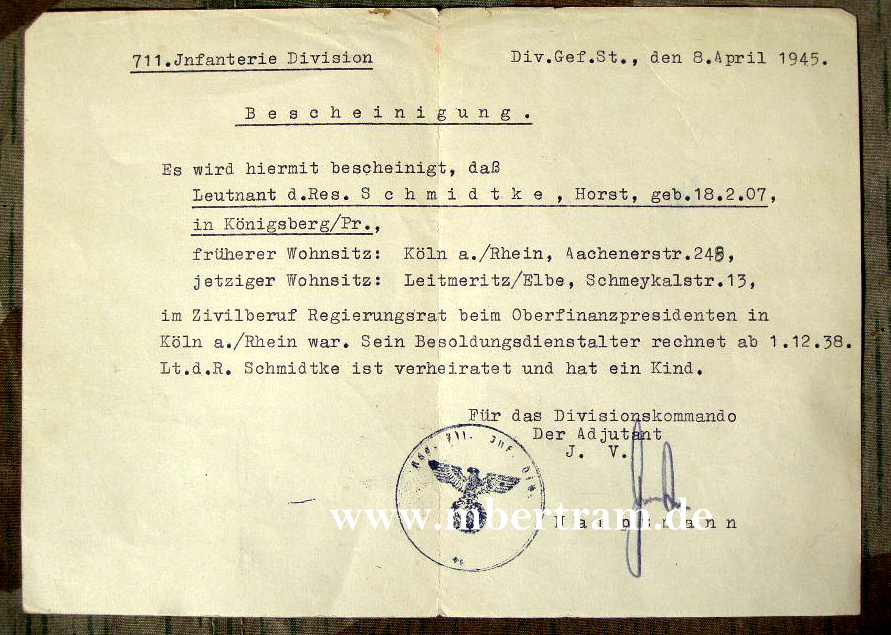 711.Jnfanterie Division
Div.Gef.St., den 8.April 1945.
B e s c h e i n i g u n g .
Es wird hiermit bescheinigt, daß
Leutnant d.Res. S c h m i d t k e , Horst, geb.18.2.07,
in Königsberg/Pr.,
früherer Wohnsitz: Köln a./Rhein, Aachenerstr.248,
jetziger Wohnsitz: Leitmeritz/Elbe, Schmeykalstr.13,
im Zivilberuf Regierungsrat beim Oberfinanzpresidenten in
Köln a./Rhein war. Sein Besoldungsdienstalter rechnet ab 1.12.38.
Lt.d.R. Schmidtke ist verheiratet und hat ein Kind.
Für das Divisionskommando
Der Adjutant
J. V.
711. Inf. Div.
www.mbertram.de
H a u p t m a n n